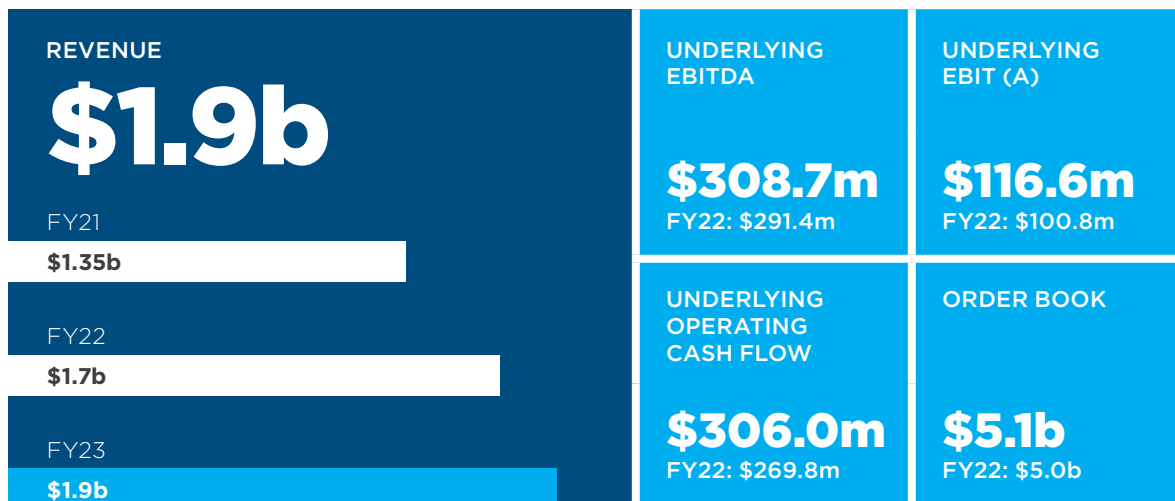 REVENUE
$1.9b
FY21
$1.35b
FY22
$1.7b
FY23
$1.9b
UNDERLYING
EBITDA
$308.7m
FY22: $291.4m
UNDERLYING
EBIT (A)
$116.6m
FY22: $100.8m
UNDERLYING
OPERATING
CASH FLOW
$306.0m
FY22: $269.8m
ORDER BOOK
$5.1b
FY22: $5.0b